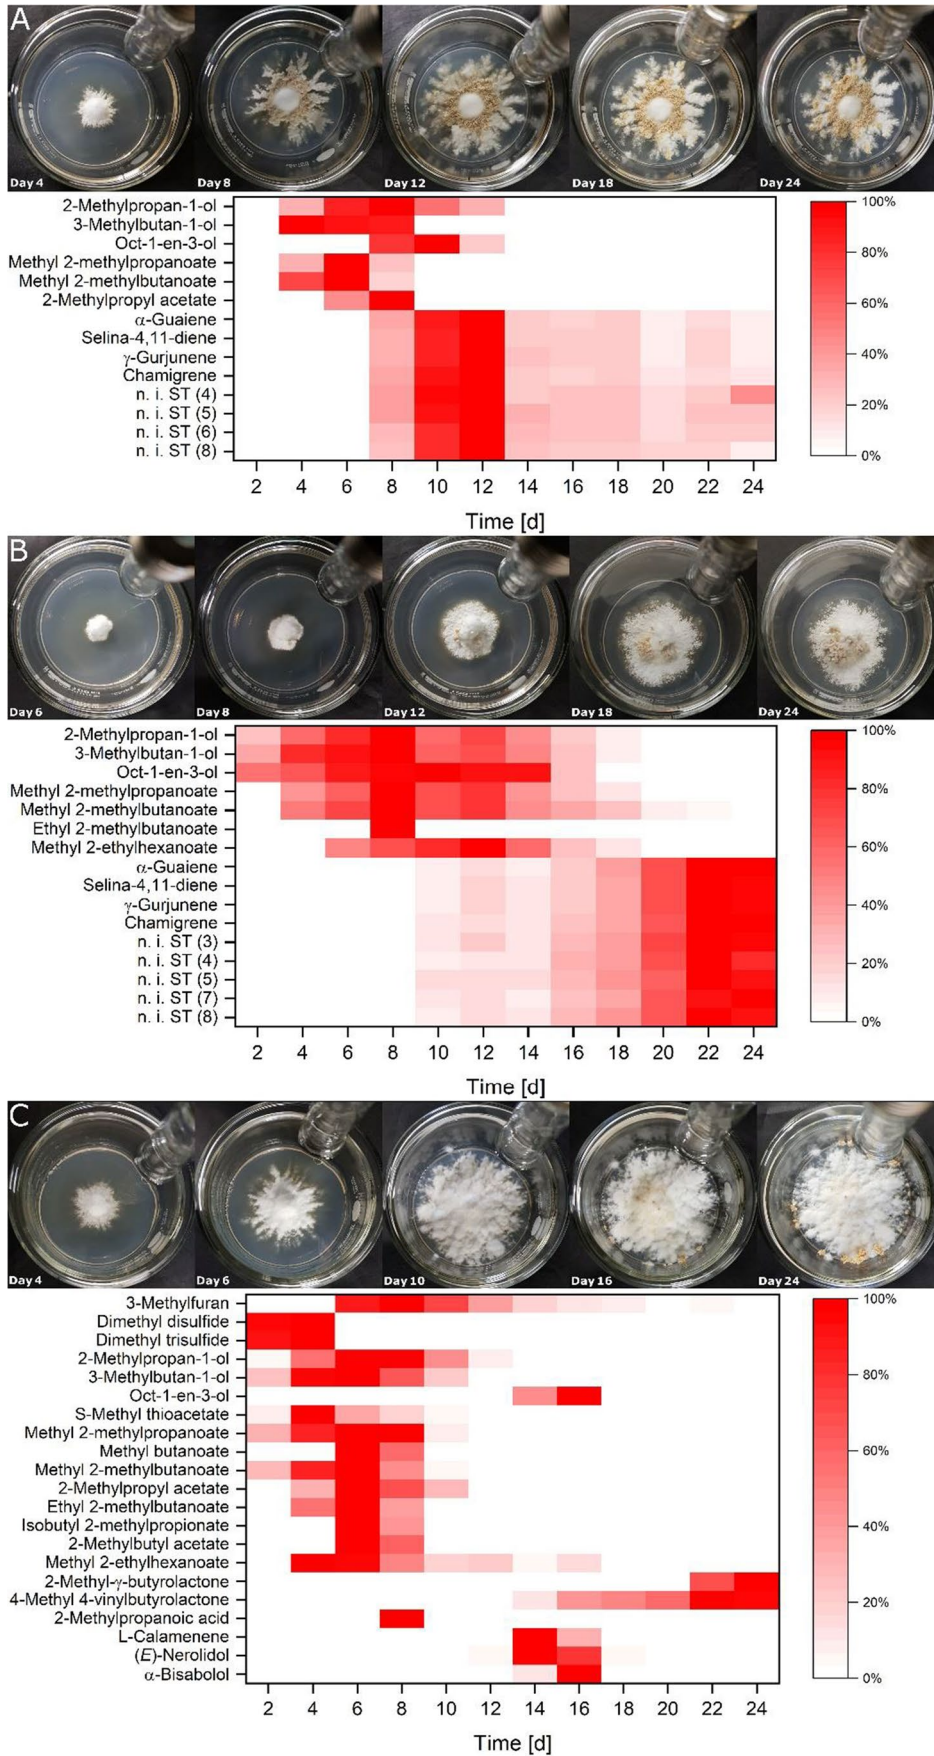 A
Day 4
Day 8
Day 12
Day 18
Day 24
2-Methylpropan-1-ol
3-Methylbutan-1-ol
Oct-1-en-3-ol
Methyl 2-methylpropanoate
Methyl 2-methylbutanoate
2-Methylpropyl acetate
α-Guaiene
Selina-4,11-diene
γ-Gurjunene
Chamigrene
n. i. ST (4)
n. i. ST (5)
n. i. ST (6)
n. i. ST (8)
2 4 6 8 10 12 14 16 18 20 22 24
Time [d]
100%
80%
60%
40%
20%
0%
B
Day 6
Day 8
Day 12
Day 18
Day 24
2-Methylpropan-1-ol
3-Methylbutan-1-ol
Oct-1-en-3-ol
Methyl 2-methylpropanoate
Methyl 2-methylbutanoate
Ethyl 2-methylbutanoate
Methyl 2-ethylhexanoate
α-Guaiene
Selina-4,11-diene
γ-Gurjunene
Chamigrene
n. i. ST (3)
n. i. ST (4)
n. i. ST (5)
n. i. ST (7)
n. i. ST (8)
2 4 6 8 10 12 14 16 18 20 22 24
Time [d]
100%
80%
60%
40%
20%
0%
C
Day 4
Day 6
Day 10
Day 16
Day 24
3-Methylfuran
Dimethyl disulfide
Dimethyl trisulfide
2-Methylpropan-1-ol
3-Methylbutan-1-ol
Oct-1-en-3-ol
S-Methyl thioacetate
Methyl 2-methylpropanoate
Methyl butanoate
Methyl 2-methylbutanoate
2-Methylpropyl acetate
Ethyl 2-methylbutanoate
Isobutyl 2-methylpropionate
2-Methylbutyl acetate
Methyl 2-ethylhexanoate
2-Methyl-γ-butyrolactone
4-Methyl 4-vinylbutyrolactone
2-Methylpropanoic acid
L-Calamenene
(E)-Nerolidol
α-Bisabolol
2 4 6 8 10 12 14 16 18 20 22 24
Time [d]
100%
80%
60%
40%
20%
0%